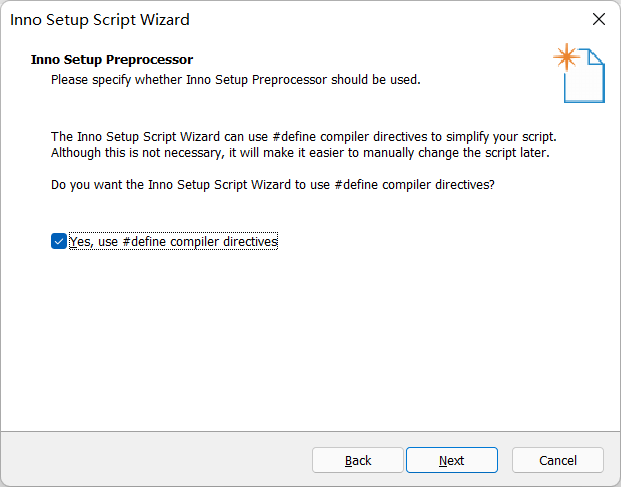 Inno Setup Script Wizard
Inno Setup Preprocessor
Please specify whether Inno Setup Preprocessor should be used.
The Inno Setup Script Wizard can use #define compiler directives to simplify your script.
Although this is not necessary, it will make it easier to manually change the script later.
Do you want the Inno Setup Script Wizard to use #define compiler directives?
Yes, use #define compiler directives
Back
Next
Cancel